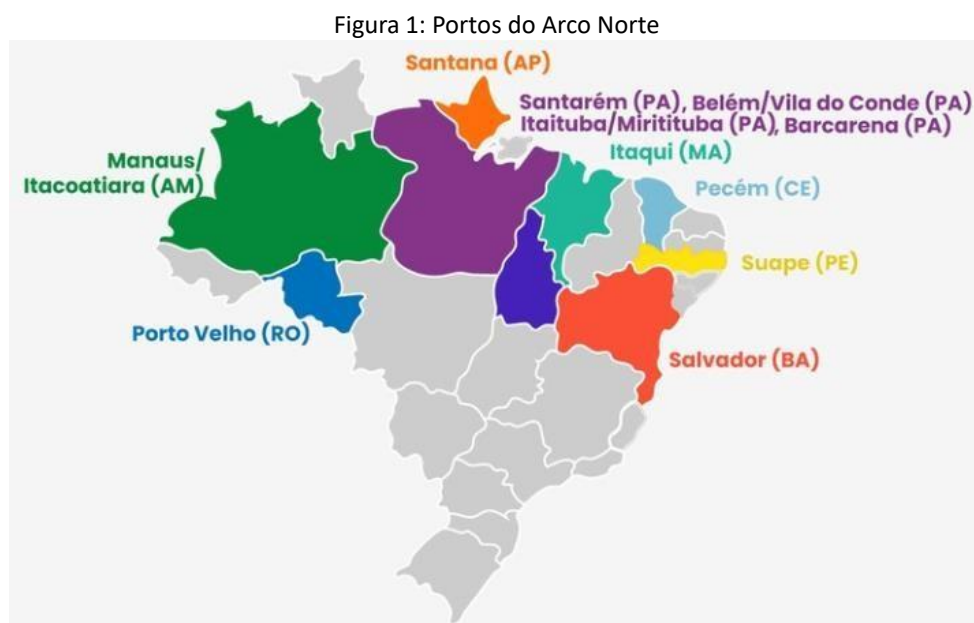 Figura 1: Portos do Arco Norte
Santana (AP)
Santarém (PA), Belém/Vila do Conde (PA)
Itaituba/Miritituba (PA), Barcarena (PA)
Itaqui (MA)
Manaus/
Itacoatiara (AM)
Pecém (CE)
Suape (PE)
Porto Velho (RO)
Salvador (BA)